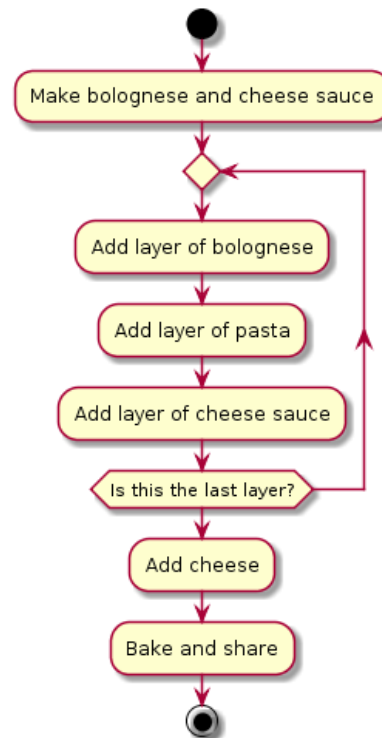 Make bolognese and cheese sauce
Add layer of bolognese
Add layer of pasta
Add layer of cheese sauce
Is this the last layer?
Add cheese
Bake and share